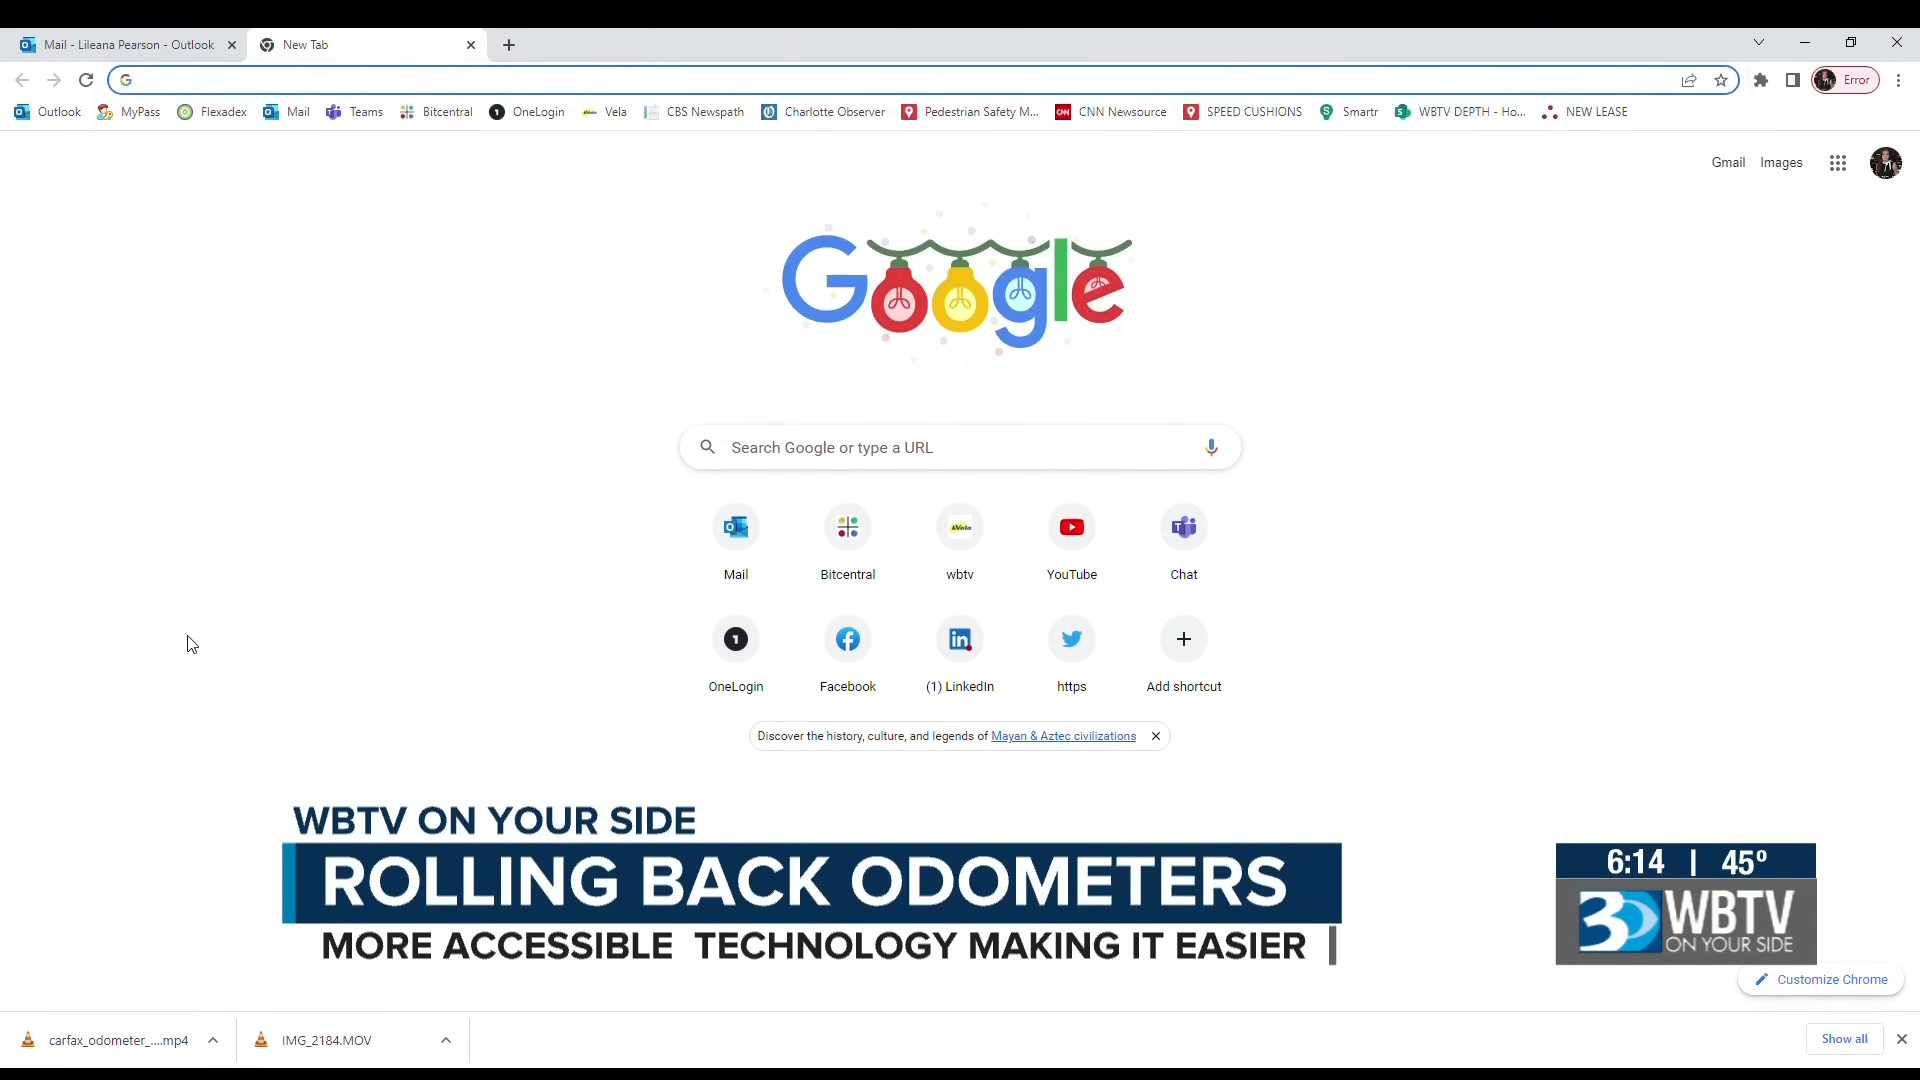 Mail - Lileana Pearson - Outlook
New Tab
Error
Outlook
MyPass
Flexadex
Mail
Teams
Bitcentral
OneLogin
Vela
CBS Newspath
Charlotte Observer
Pedestrian Safety M...
CNN Newsource
SPEED CUSHIONS
Smartr
WBTV DEPTH - Ho...
NEW LEASE
Gmail
Images
Google
Search Google or type a URL
Mail
Bitcentral
wbtv
YouTube
Chat
OneLogin
Facebook
(1) LinkedIn
https
Add shortcut
Discover the history, culture, and legends of Mayan & Aztec civilizations
WBTV ON YOUR SIDE
ROLLING BACK ODOMETERS
MORE ACCESSIBLE TECHNOLOGY MAKING IT EASIER
6:14 | 45º
3 WBTV
ON YOUR SIDE
Customize Chrome
carfax_odometer_....mp4
IMG_2184.MOV
Show all